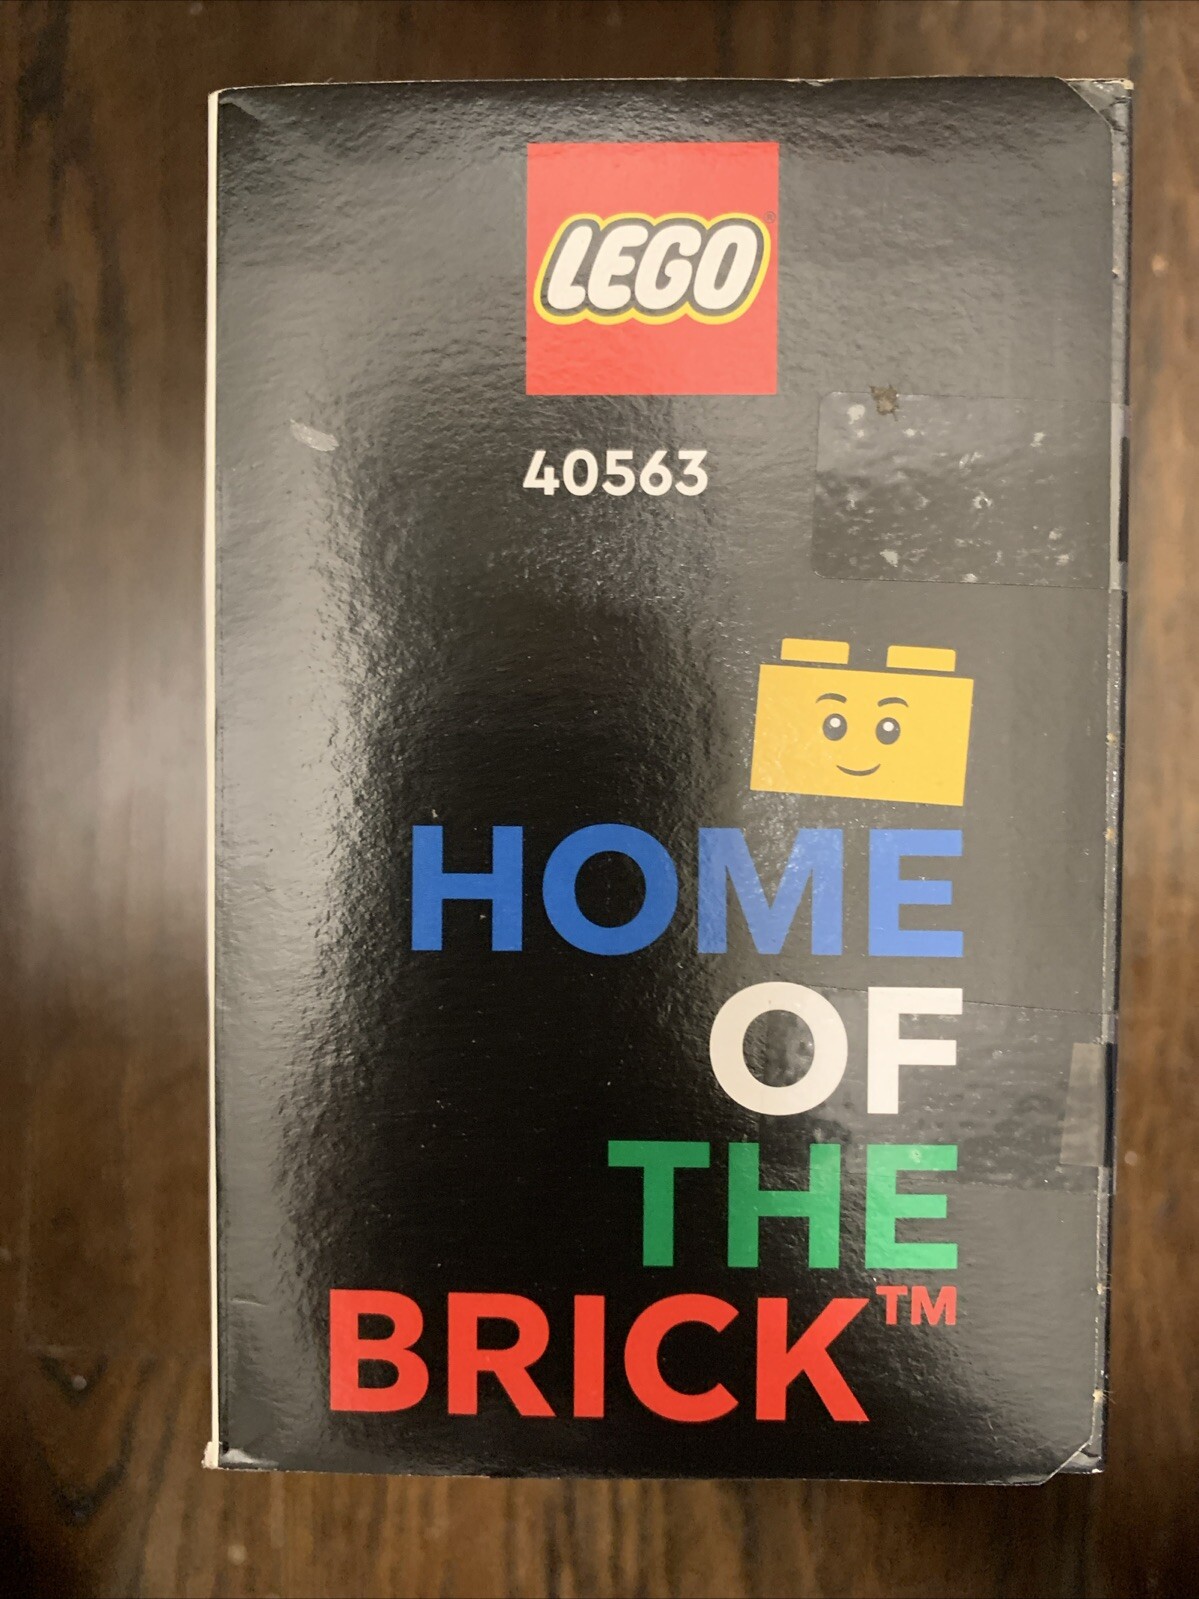 LEGO®
40563
HOME
OF
THE
BRICK™